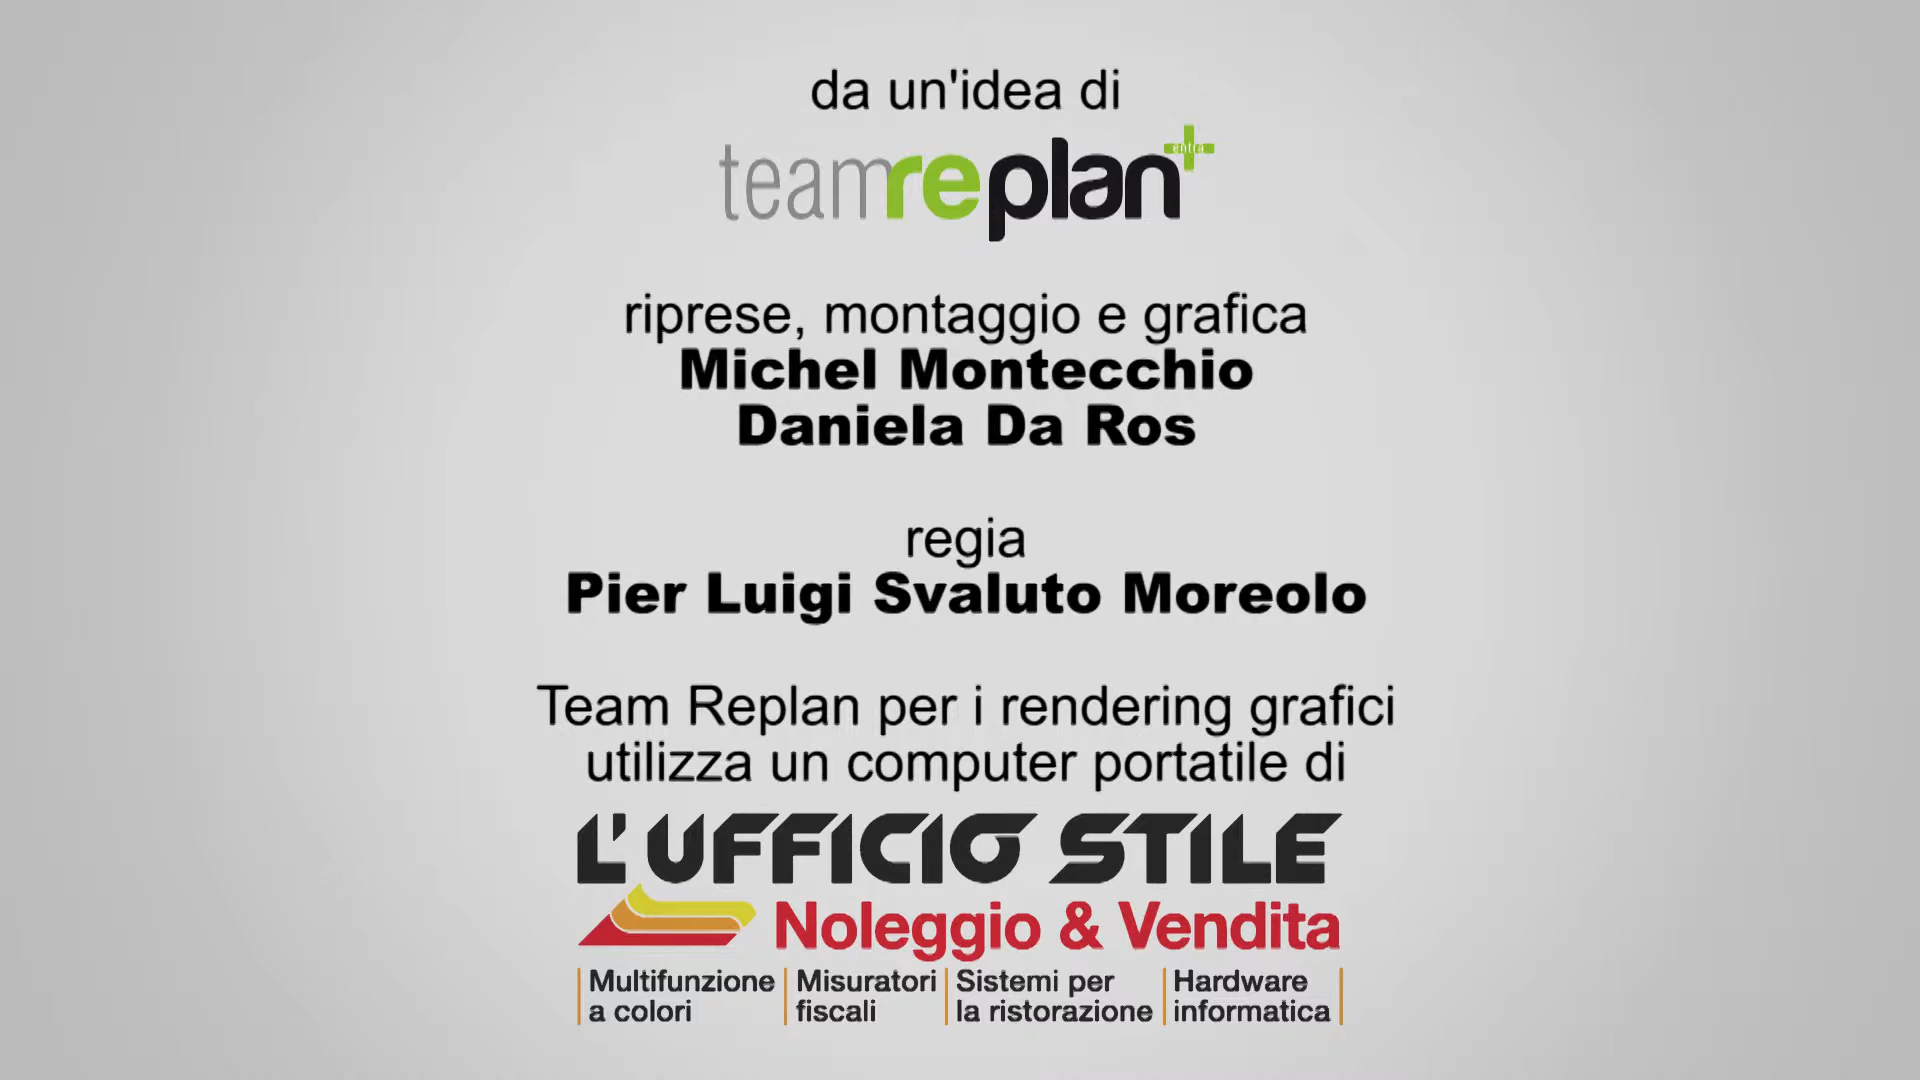 da un'idea di
teamreplan
entra
riprese, montaggio e grafica
Michel Montecchio
Daniela Da Ros
regia
Pier Luigi Svaluto Moreolo
Team Replan per i rendering grafici
utilizza un computer portatile di
L'UFFICIO STILE
Noleggio & Vendita
Multifunzione a colori
Misuratori fiscali
Sistemi per la ristorazione
Hardware informatica